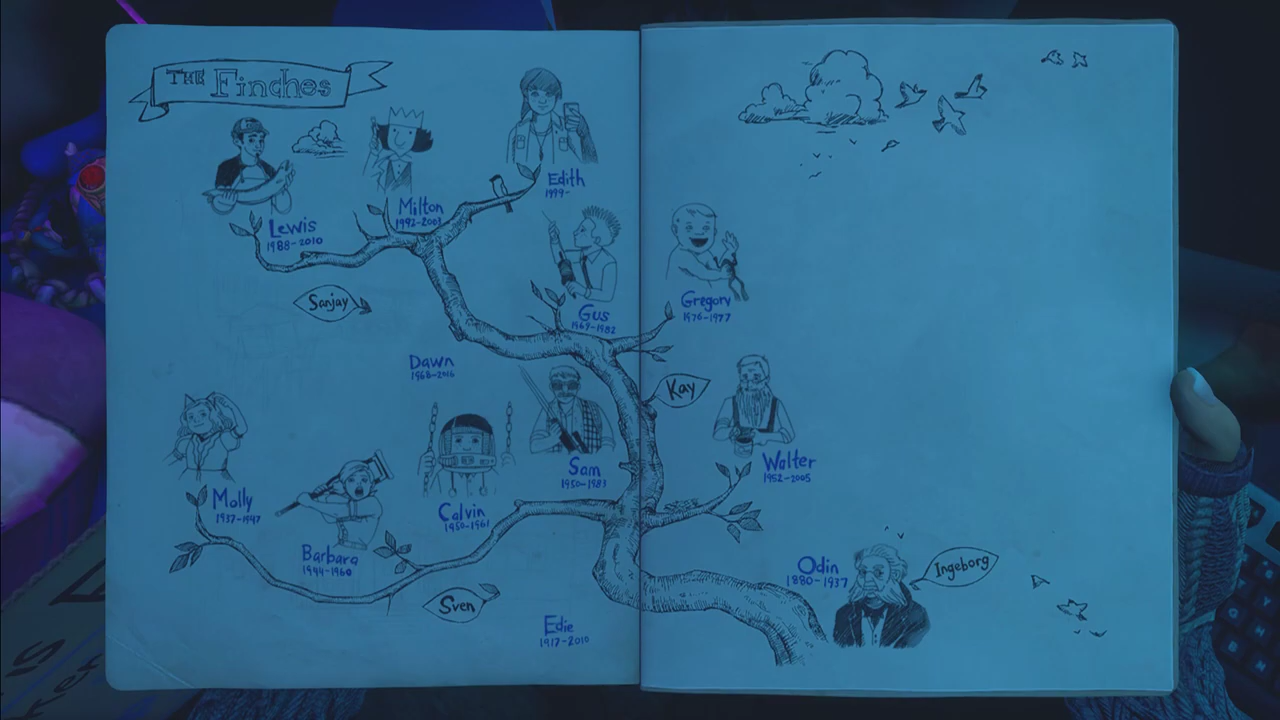 THE Finches
Edith
1999-
Milton
1992-2003
Lewis
1988-2010
Sanjay
Gus
1969-1982
Gregory
1976-1977
Dawn
1968-2016
Kay
Sam
1950-1983
Walter
1952-2005
Molly
1937-1947
Calvin
1950-1961
Barbara
1944-1960
Sven
Edie
1917-2010
Odin
1880-1937
Ingeborg